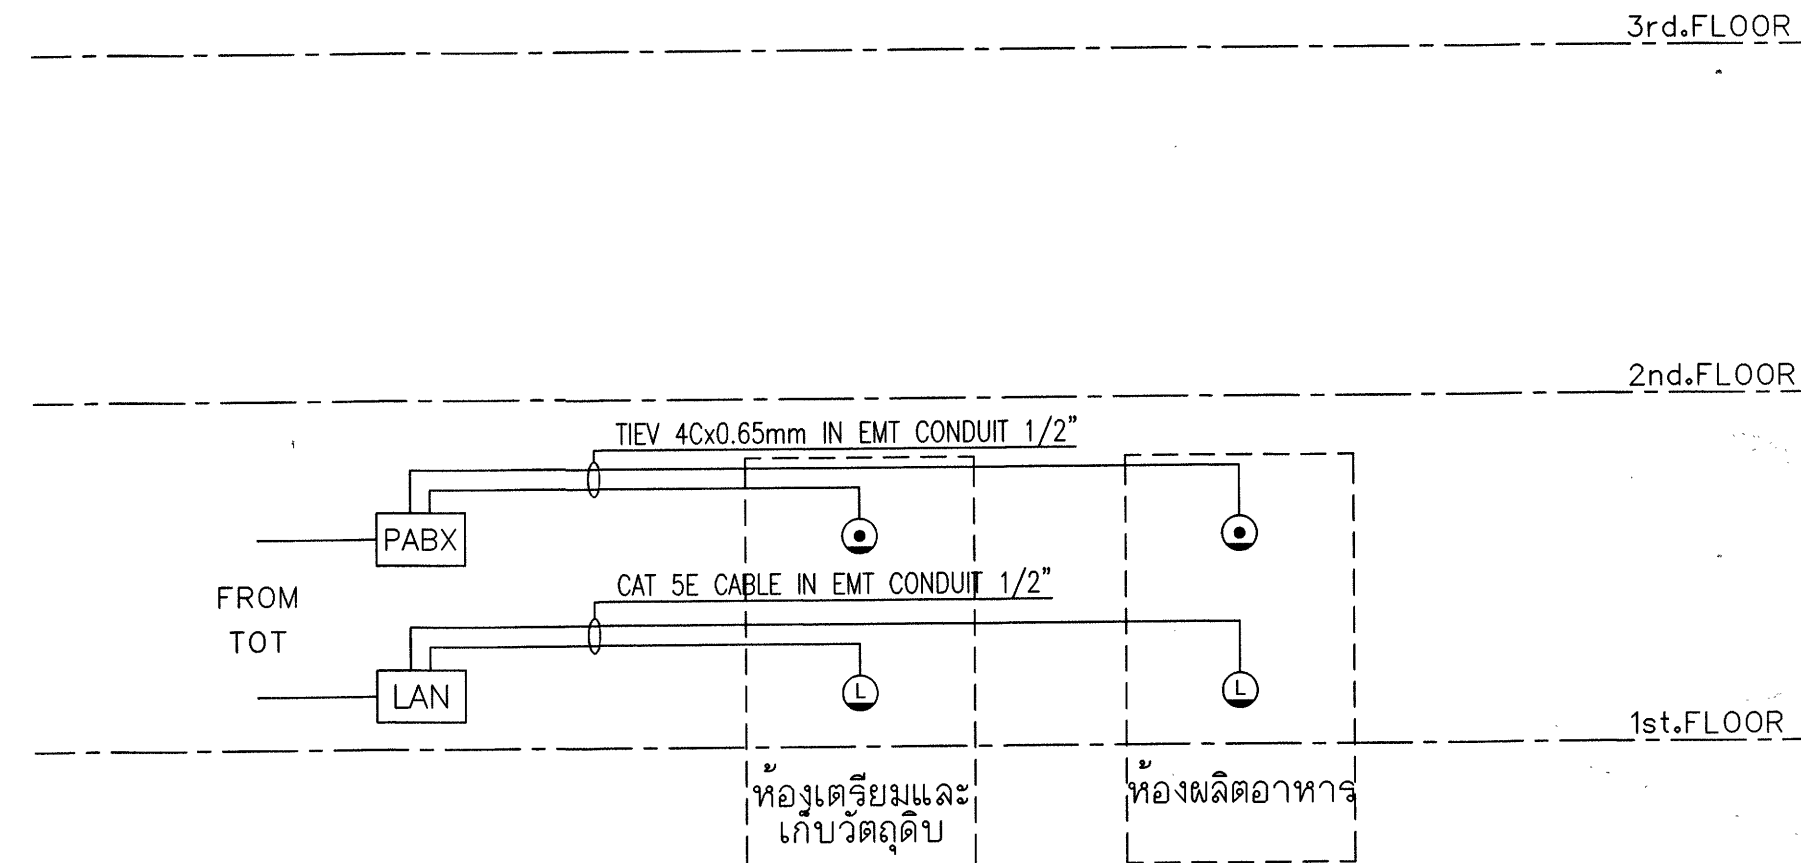 3rd.FLOOR
2nd.FLOOR
TIEV 4Cx0.65mm IN EMT CONDUIT 1/2"
PABX
CAT 5E CABLE IN EMT CONDUIT 1/2"
FROM
TOT
LAN
L
L
1st.FLOOR
ห้องเตรียมและ
เก็บวัตถุดิบ
ห้องผลิตอาหาร